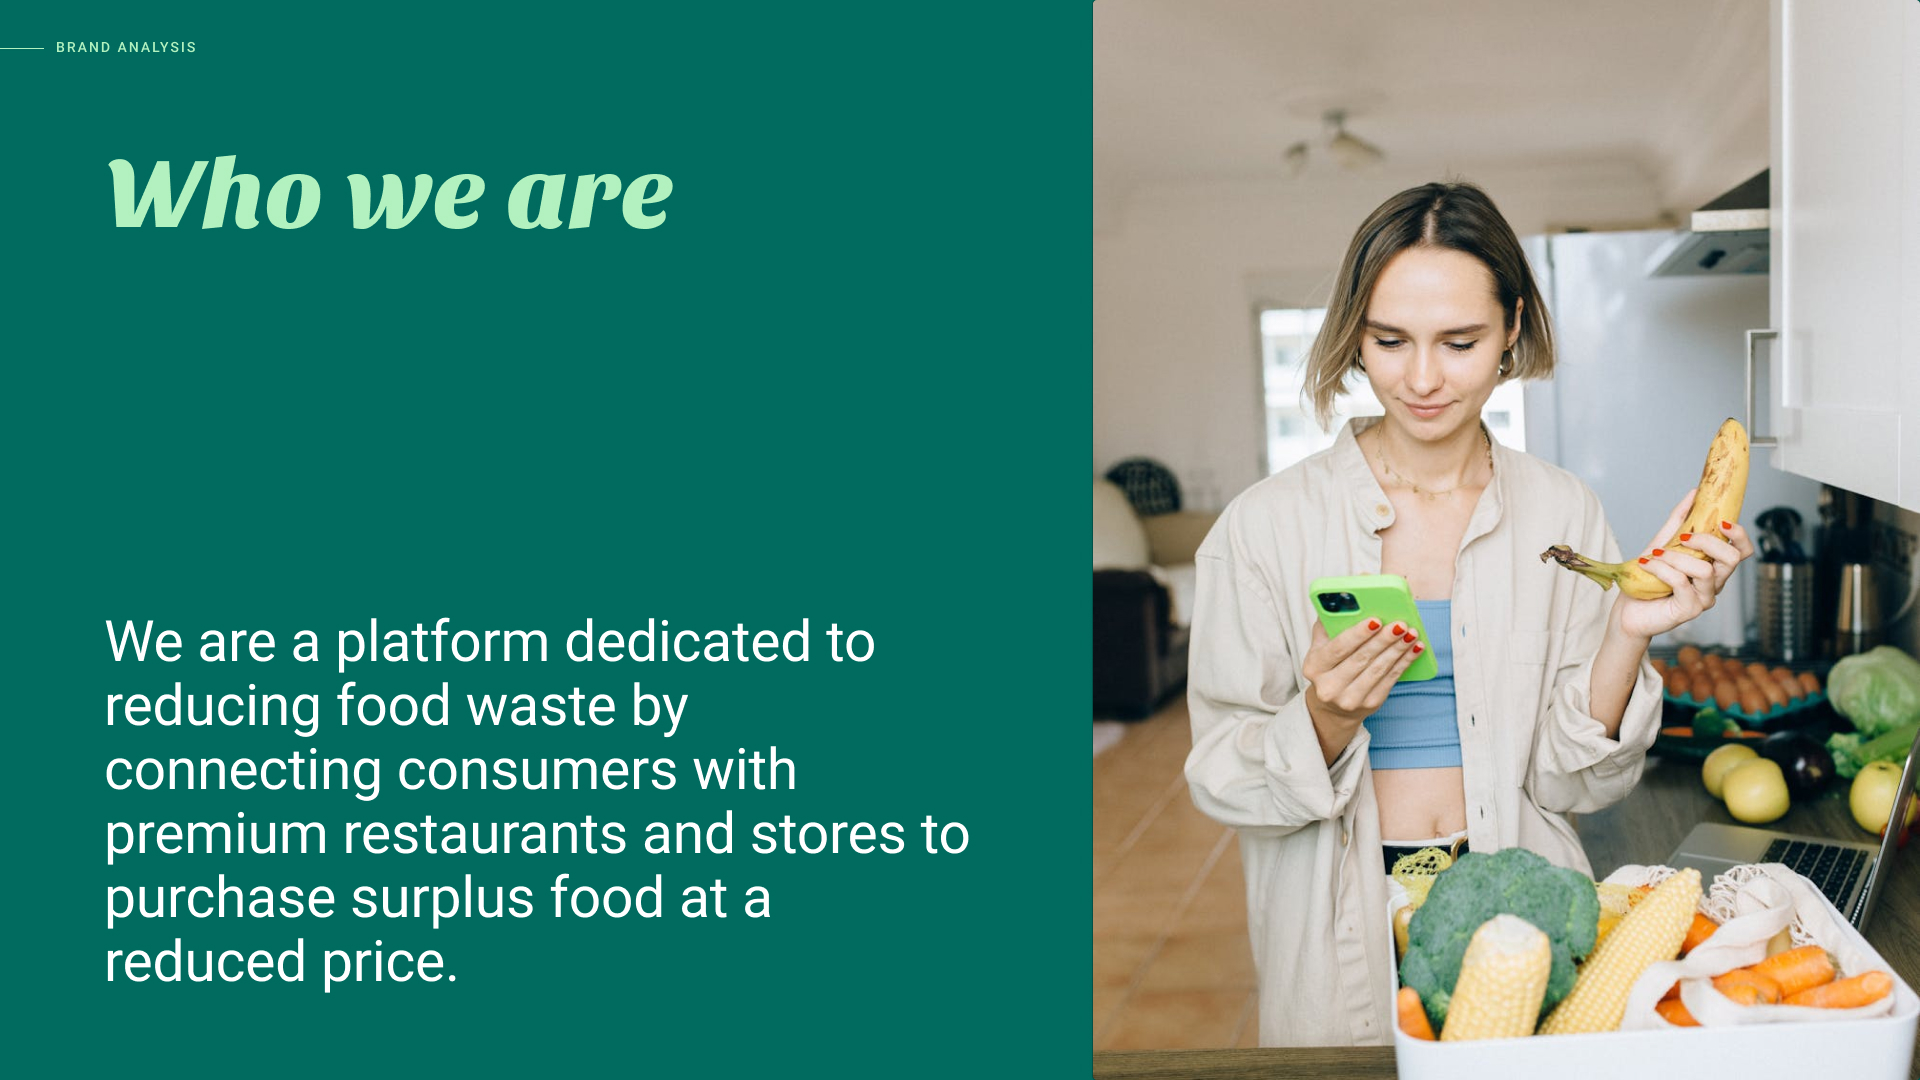 BRAND ANALYSIS
Who we are
We are a platform dedicated to
reducing food waste by
connecting consumers with
premium restaurants and stores to
purchase surplus food at a
reduced price.